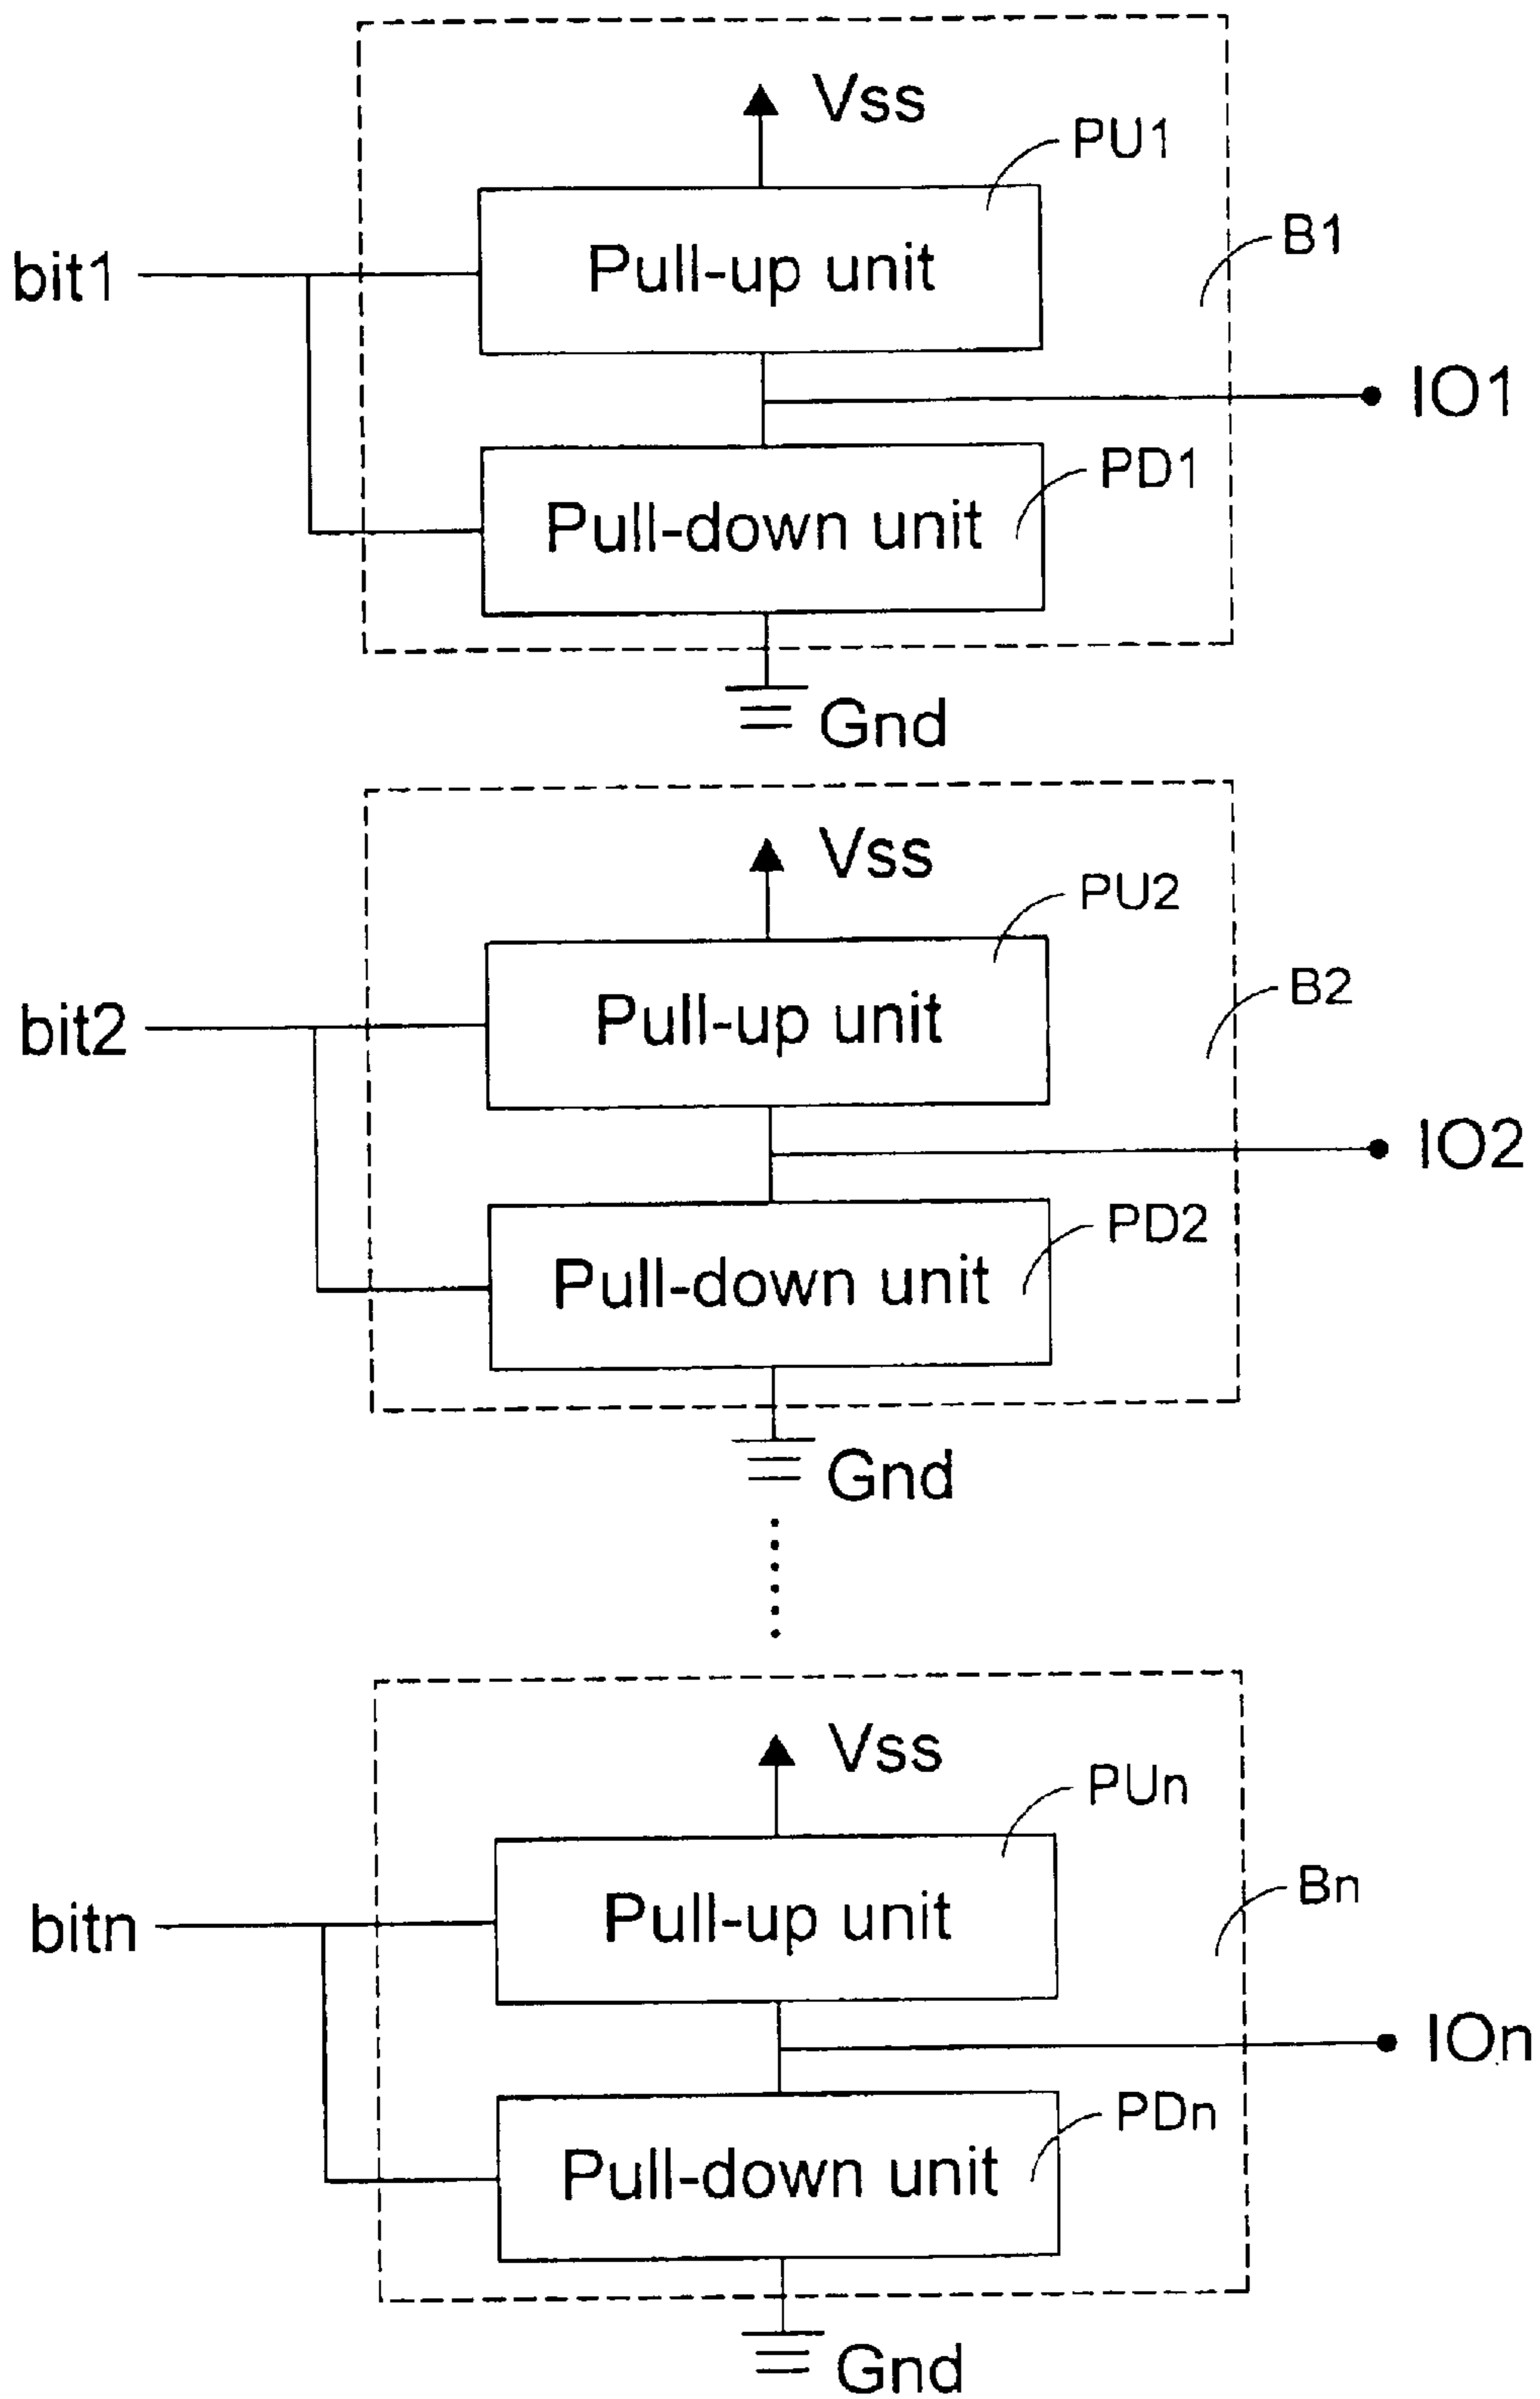 Vss
PU1
B1
bit1
Pull-up unit
IO1
PD1
Pull-down unit
Gnd
Vss
PU2
B2
bit2
Pull-up unit
IO2
PD2
Pull-down unit
Gnd
Vss
PUn
Bn
bitn
Pull-up unit
IOn
PDn
Pull-down unit
Gnd